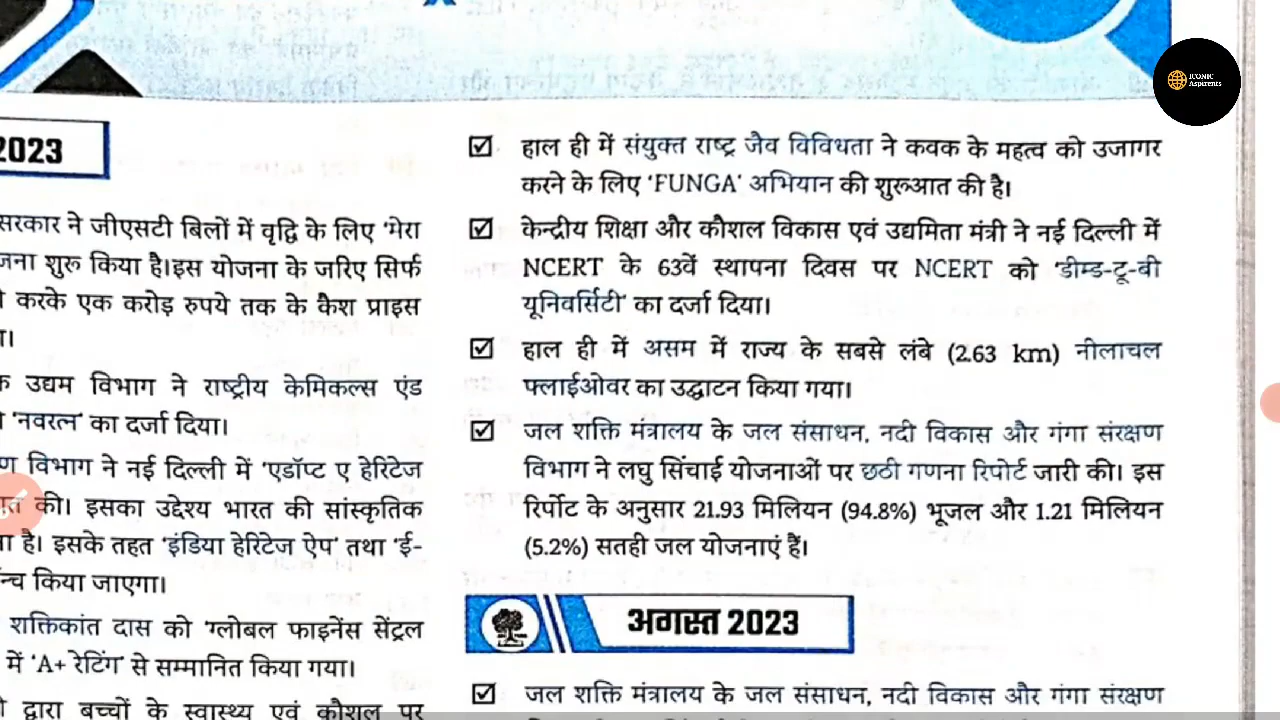 2023
सरकार ने जीएसटी बिलों में वृद्धि के लिए 'मेरा
शुरू किया है।इस योजना के जरिए सिर्फ
करके एक करोड़ रुपये तक के कैश प्राइस
उद्यम विभाग ने राष्ट्रीय केमिकल्स एंड
'नवरत्न' का दर्जा दिया।
विभाग ने नई दिल्ली में 'एडॉप्ट ए हेरिटेज
की। इसका उद्देश्य भारत की सांस्कृतिक
है। इसके तहत 'इंडिया हेरिटेज ऐप' तथा 'ई-
किया जाएगा।
शक्तिकांत दास को 'ग्लोबल फाइनेंस सेंट्रल
में 'A+ रेटिंग' से सम्मानित किया गया।
द्वारा बच्चों के स्वास्थ्य एवं कौशल पर
हाल ही में संयुक्त राष्ट्र जैव विविधता ने कवक के महत्व को उजागर
करने के लिए 'FUNGA' अभियान की शुरूआत की है।
केन्द्रीय शिक्षा और कौशल विकास एवं उद्यमिता मंत्री ने नई दिल्ली में
NCERT के 63वें स्थापना दिवस पर NCERT को 'डीम्ड-टू-बी
यूनिवर्सिटी' का दर्जा दिया।
हाल ही में असम में राज्य के सबसे लंबे (2.63 km) नीलाचल
फ्लाईओवर का उद्घाटन किया गया।
जल शक्ति मंत्रालय के जल संसाधन, नदी विकास और गंगा संरक्षण
विभाग ने लघु सिंचाई योजनाओं पर छठी गणना रिपोर्ट जारी की। इस
रिर्पोट के अनुसार 21.93 मिलियन (94.8%) भूजल और 1.21 मिलियन
(5.2%) सतही जल योजनाएं हैं।
अगस्त 2023
जल शक्ति मंत्रालय के जल संसाधन, नदी विकास और गंगा संरक्षण
ICONIC
Aspirents